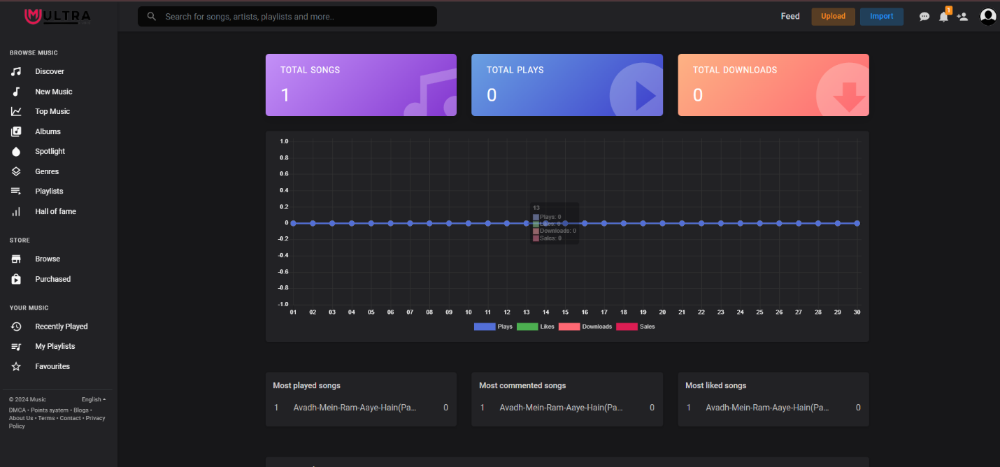 MULTRA
Search for songs, artists, playlists and more..
Feed
Upload
Import
1
BROWSE MUSIC
Discover
New Music
Top Music
Albums
Spotlight
Genres
Playlists
Hall of fame
STORE
Browse
Purchased
YOUR MUSIC
Recently Played
My Playlists
Favourites
© 2024 Music English
DMCA • Points system • Blogs •
About Us • Terms • Contact • Privacy
Policy
TOTAL SONGS
1
TOTAL PLAYS
0
TOTAL DOWNLOADS
0
1.0
0.8
0.6
0.4
0.2
0
-0.2
-0.4
-0.6
-0.8
-1.0
13
Plays: 0
Likes: 0
Downloads: 0
Sales: 0
01 02 03 04 05 06 07 08 09 10 11 12 13 14 15 16 17 18 19 20 21 22 23 24 25 26 27 28 29 30
Plays Likes Downloads Sales
Most played songs
1 Avadh-Mein-Ram-Aaye-Hain(Pa... 0
Most commented songs
1 Avadh-Mein-Ram-Aaye-Hain(Pa... 0
Most liked songs
1 Avadh-Mein-Ram-Aaye-Hain(Pa... 0